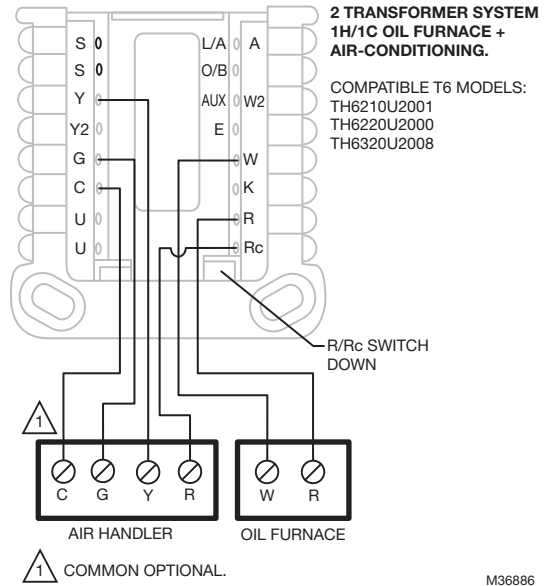 2 TRANSFORMER SYSTEM
1H/1C OIL FURNACE +
AIR-CONDITIONING.
COMPATIBLE T6 MODELS:
TH6210U2001
TH6220U2000
TH6320U2008
S L/A A
S O/B
Y AUX W2
Y2 E
G W
C K
U R
U Rc
R/Rc SWITCH
DOWN
1
C G Y R W R
AIR HANDLER OIL FURNACE
1 COMMON OPTIONAL.
M36886